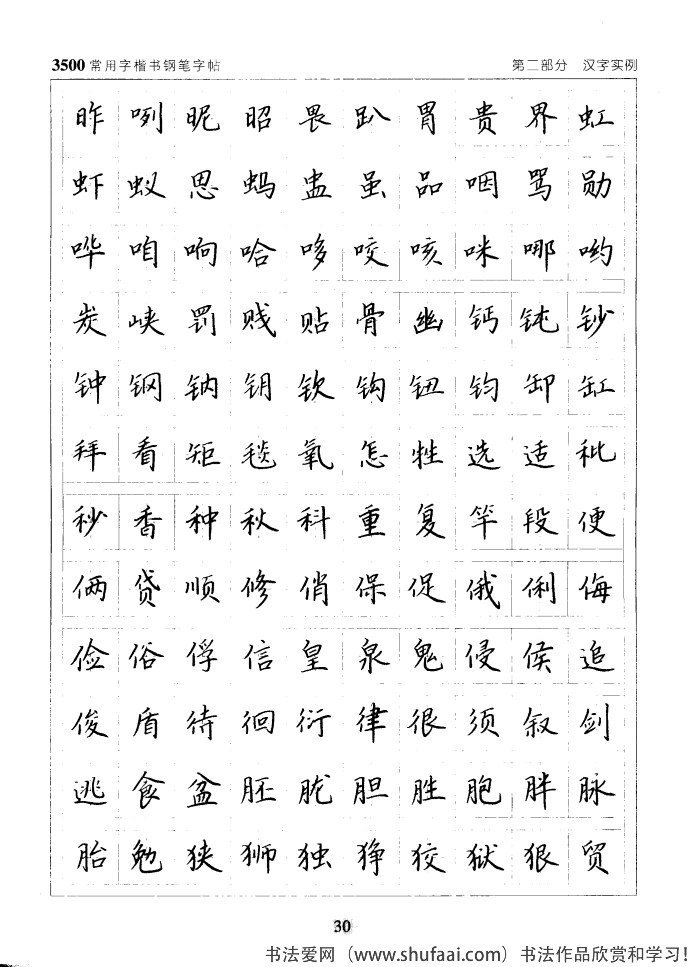 3500常用字楷书钢笔字帖 第二部分 汉字实例
昨 咧 昵 昭 畏 趴 胃 贵 界 虹
虾 蚁 思 蚂 盅 虽 品 咽 骂 勋
哗 咱 响 哈 哆 咬 咳 咪 哪 哟
炭 峡 罚 贱 贴 骨 幽 钙 钝 钞
钟 钢 钠 钥 钦 钩 钮 钧 卸 缸
拜 看 矩 毡 氧 怎 牲 选 适 秕
秒 香 种 秋 科 重 复 竿 段 便
俩 贷 顺 修 俏 保 促 俄 俐 侮
俭 俗 俘 信 皇 泉 鬼 侵 侯 追
俊 盾 待 徊 衍 律 很 须 叙 剑
逃 食 盆 胚 胧 胆 胜 胞 胖 脉
胎 勉 狭 狮 独 狰 狡 狱 狠 贸
30
书法爱网（www.shufaai.com）书法作品欣赏和学习！